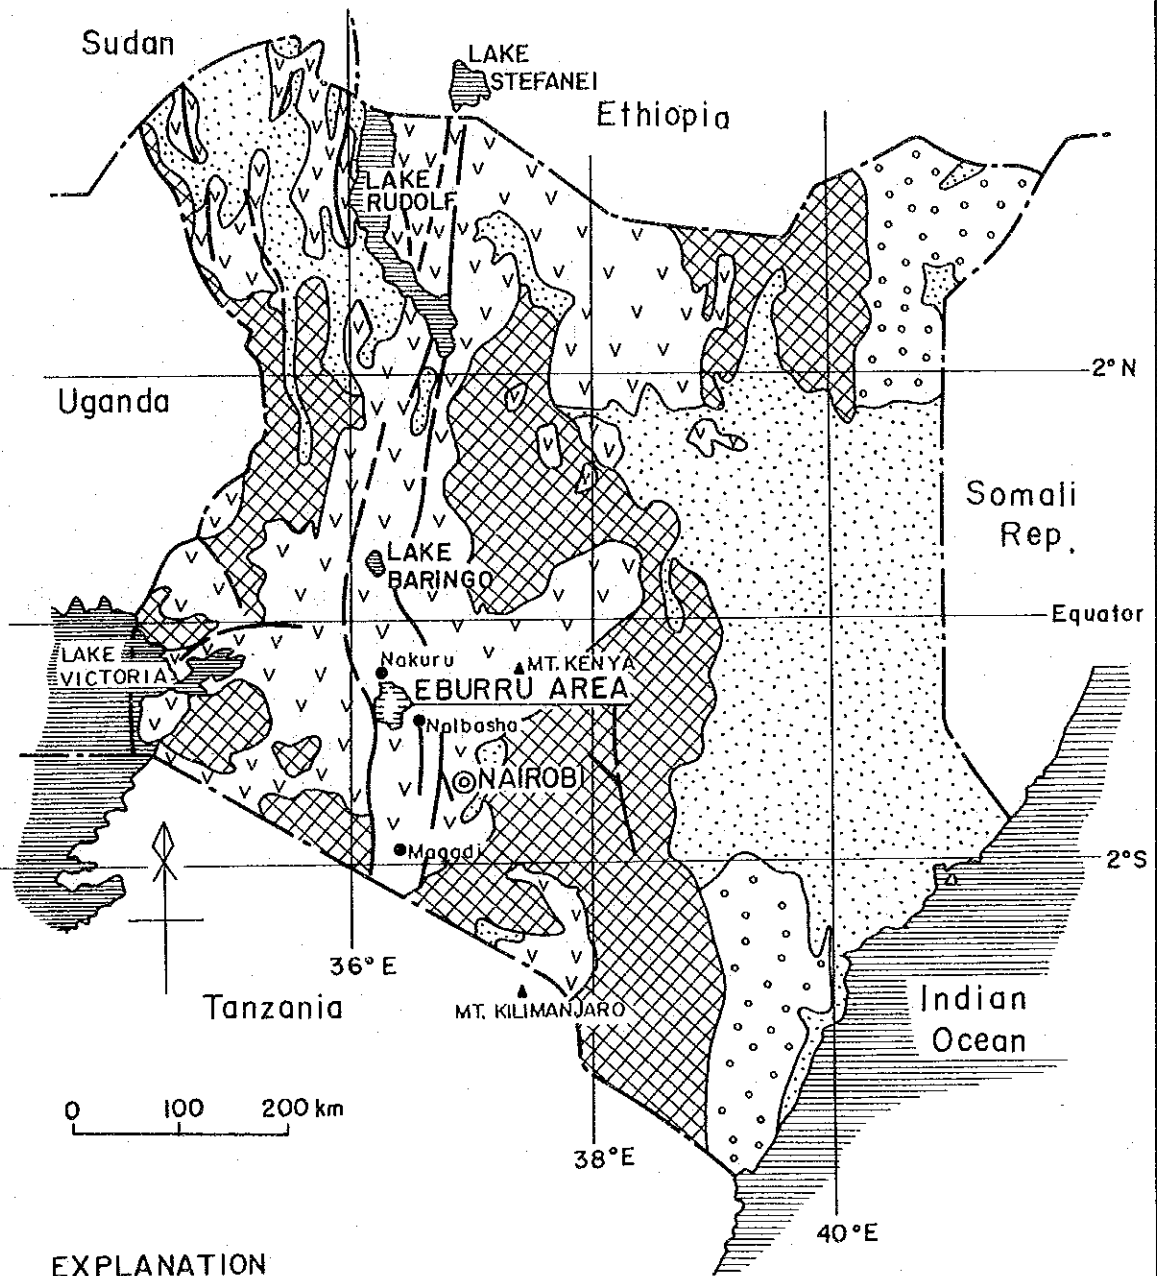 Sudan
LAKE
STEFANEI
Ethiopia
LAKE
RUDOLF
2° N
Uganda
Somali
Rep.
LAKE
BARINGO
Equator
LAKE
VICTORIA
Nakuru
MT. KENYA
EBURRU AREA
Naibasha
NAIROBI
Magadi
2° S
36° E
Tanzania
MT. KILIMANJARO
Indian
Ocean
0 100 200 km
38° E
40° E
EXPLANATION